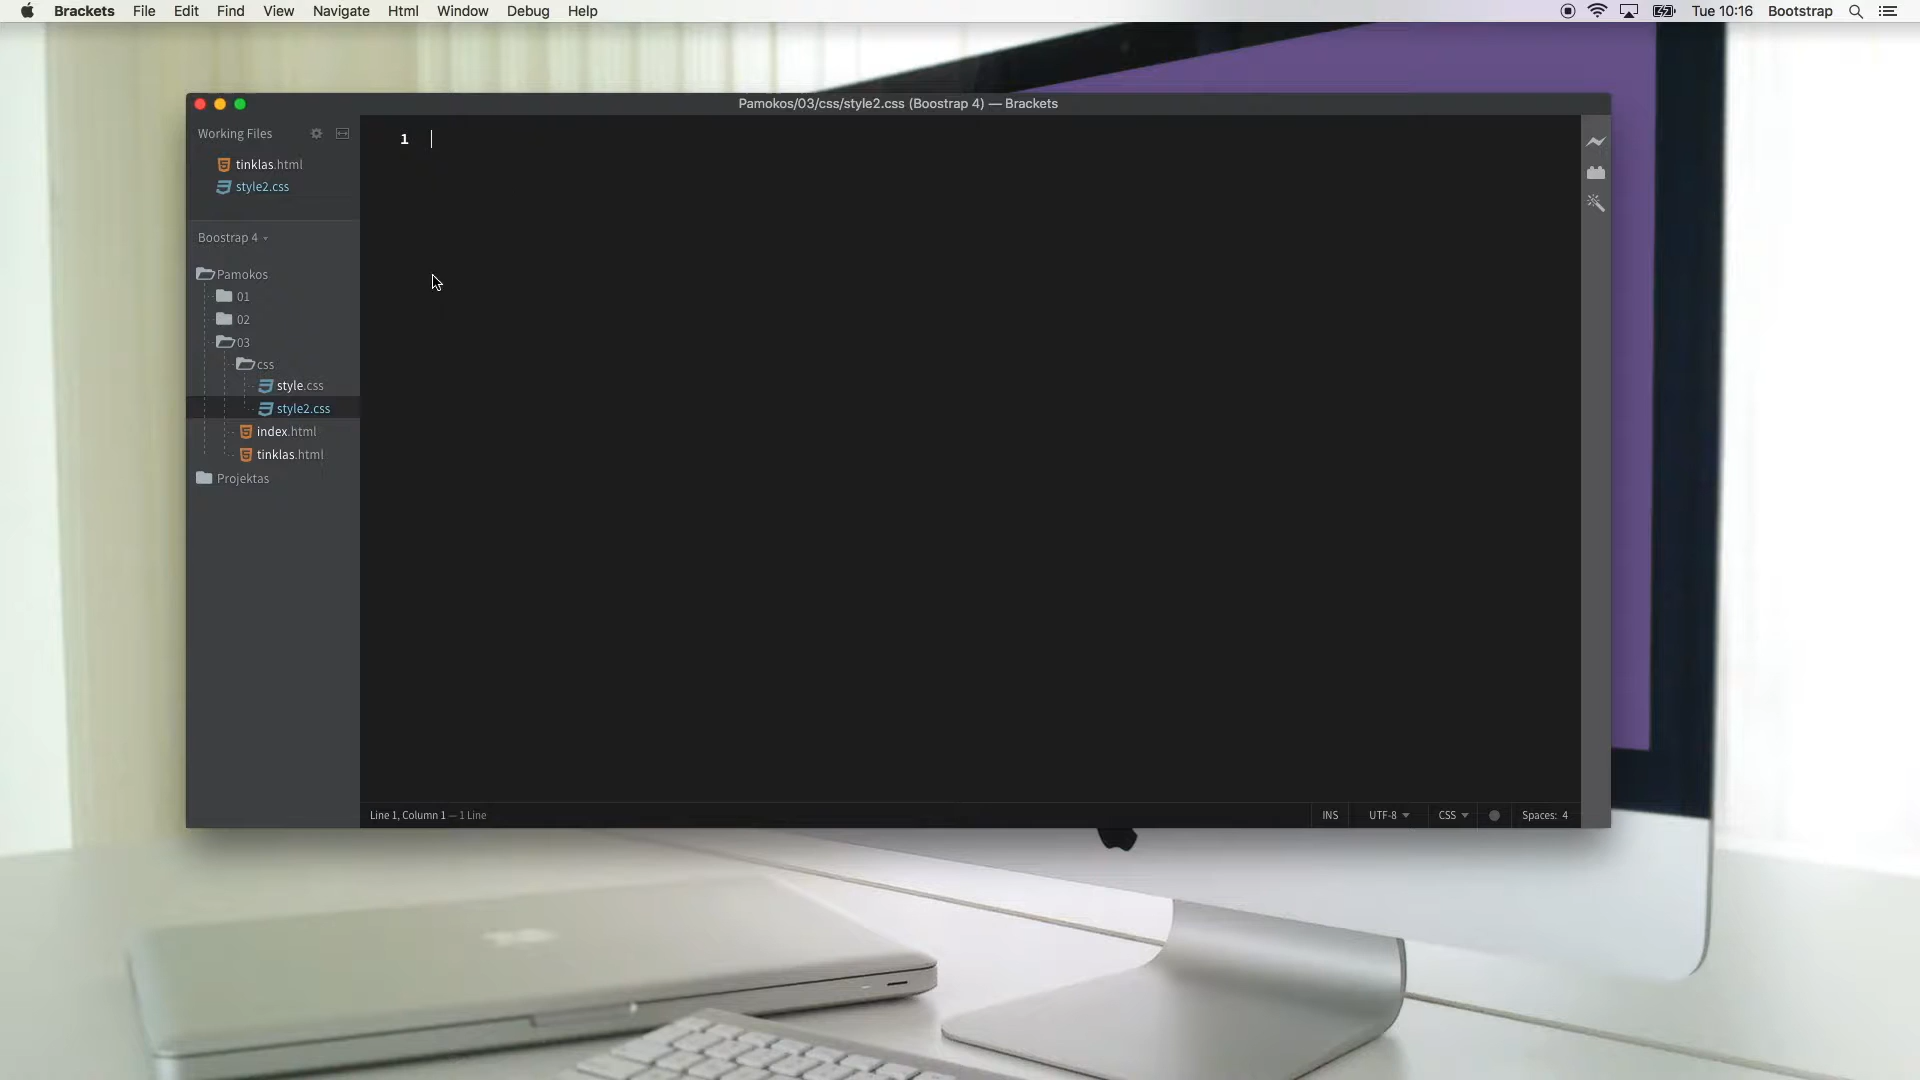 Brackets File Edit Find View Navigate Html Window Debug Help Tue 10:16 Bootstrap
Pamokos/03/css/style2.css (Boostrap 4) — Brackets
Working Files
tinklas.html
style2.css
Boostrap 4
Pamokos
01
02
03
css
style.css
style2.css
index.html
tinklas.html
Projektas
1
Line 1, Column 1 — 1 Line
INS UTF-8 CSS Spaces: 4